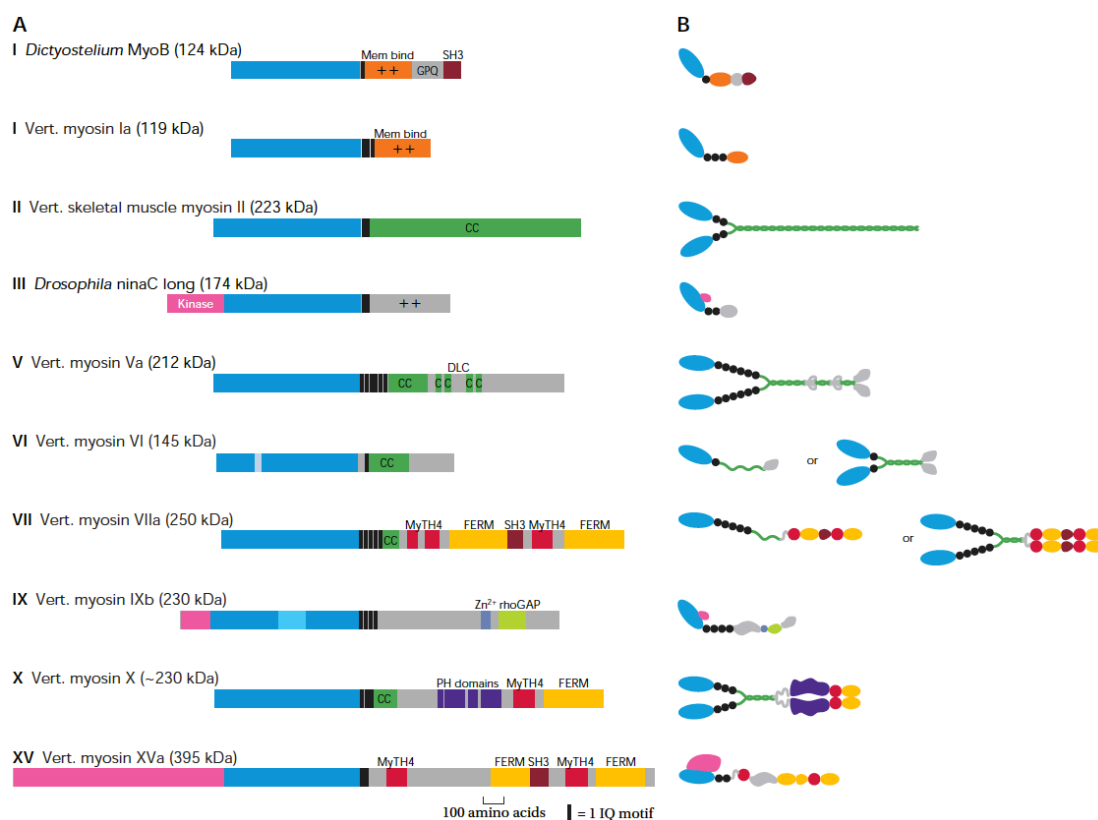 A
B
I Dictyostelium MyoB (124 kDa)
Mem bind
SH3
++
GPQ
I Vert. myosin Ia (119 kDa)
Mem bind
++
II Vert. skeletal muscle myosin II (223 kDa)
CC
III Drosophila ninaC long (174 kDa)
Kinase
++
V Vert. myosin Va (212 kDa)
DLC
CC
C C
C C
VI Vert. myosin VI (145 kDa)
CC
or
VII Vert. myosin VIIa (250 kDa)
MyTH4 FERM SH3 MyTH4 FERM
CC
or
IX Vert. myosin IXb (230 kDa)
Zn²⁺ rhoGAP
X Vert. myosin X (~230 kDa)
PH domains MyTH4 FERM
CC
XV Vert. myosin XVa (395 kDa)
MyTH4 FERM SH3 MyTH4 FERM
100 amino acids
= 1 IQ motif